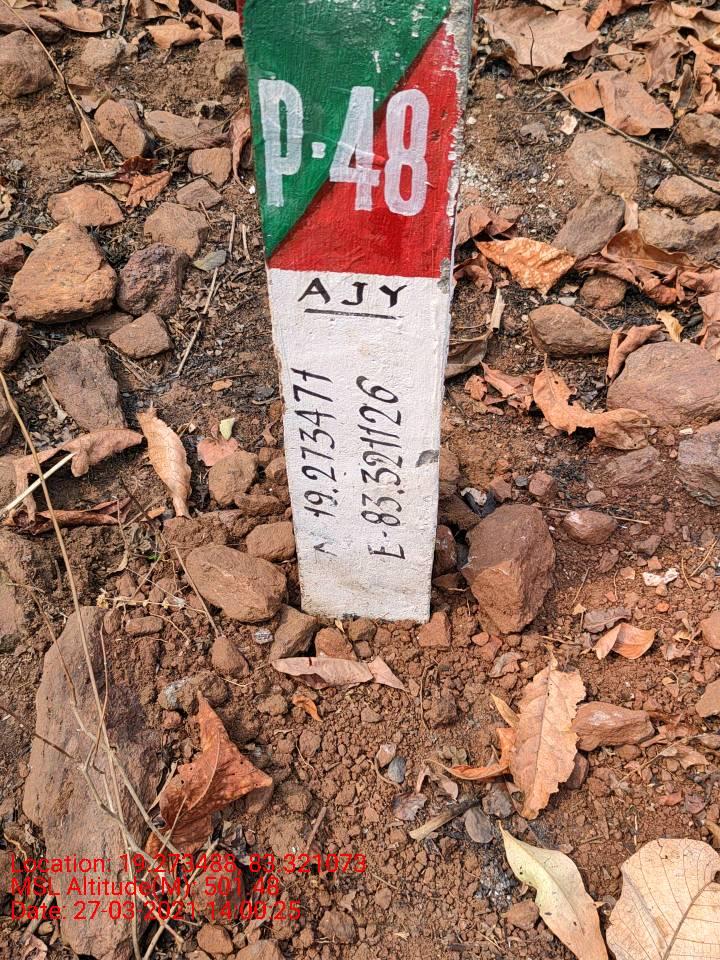 P-48
AJY
N 19.273471
E-83.321126
Location: 19.273488, 83.321073
MSL Altitude(M): 501.48
Date: 27-03-2021 14:00:25